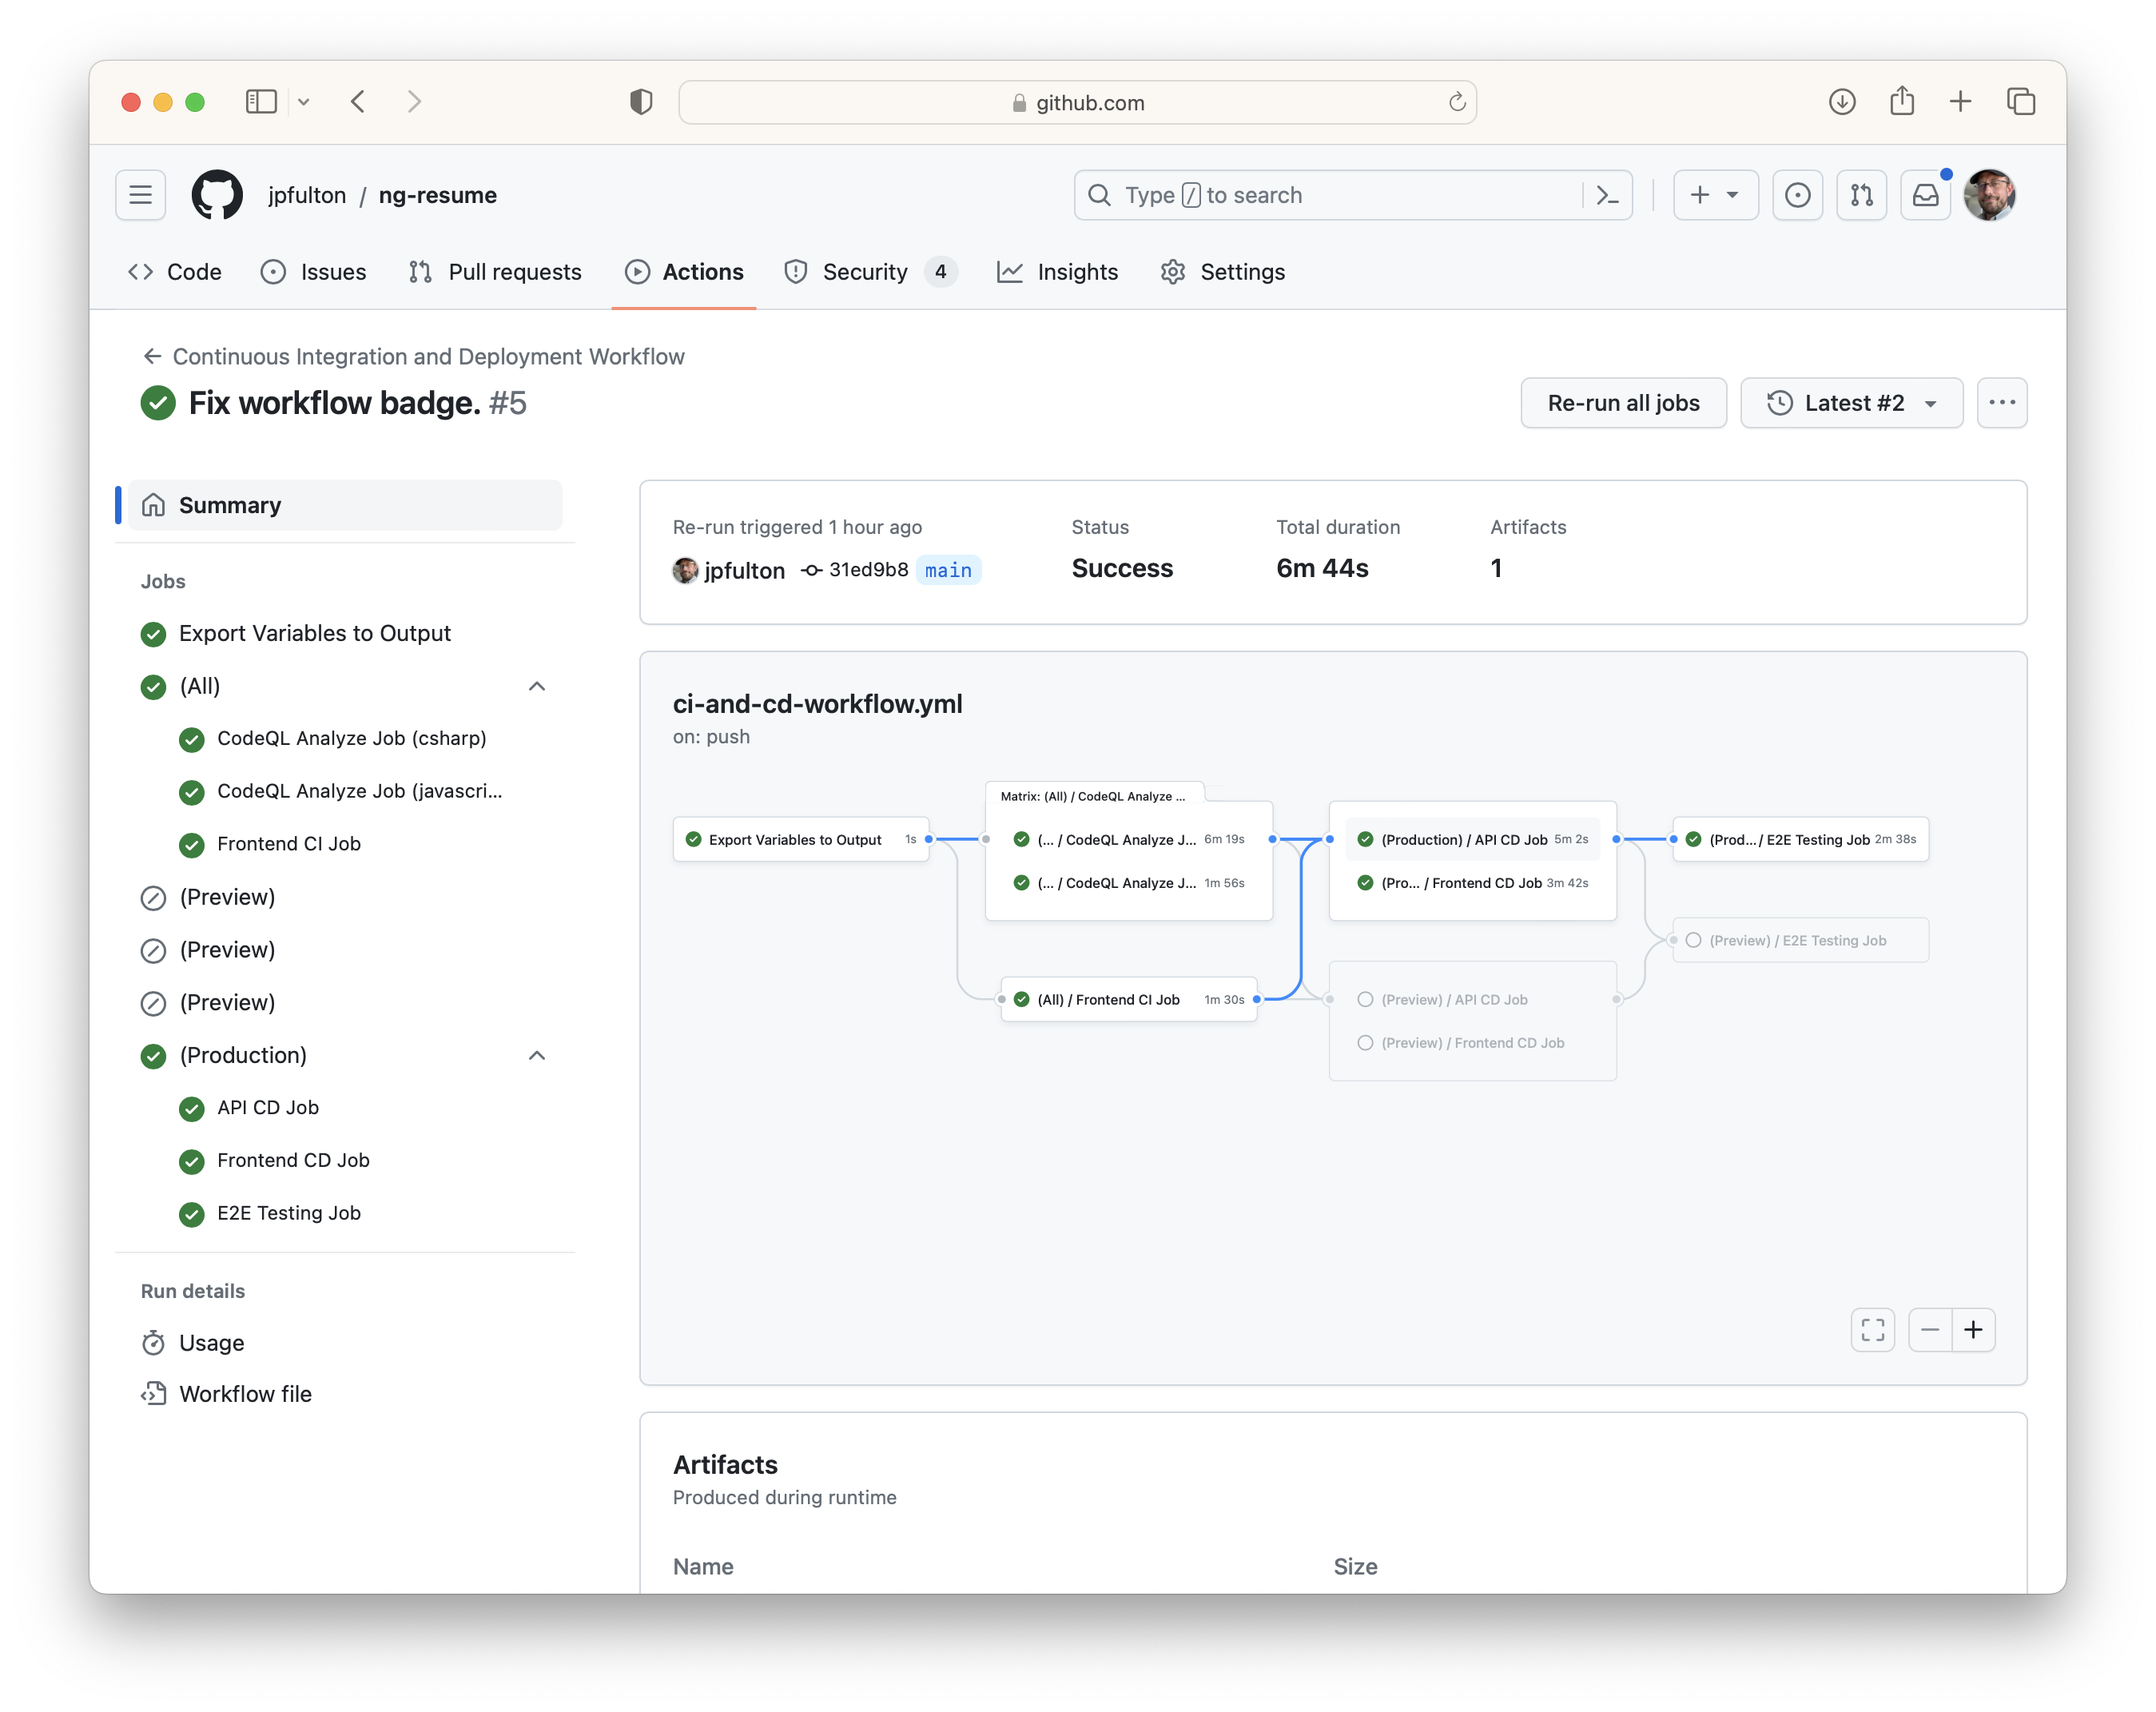 github.com
jpfulton / ng-resume
Type / to search
Code Issues Pull requests Actions Security 4 Insights Settings
Continuous Integration and Deployment Workflow
Fix workflow badge. #5
Re-run all jobs
Latest #2
Summary
Jobs
Export Variables to Output
(All)
CodeQL Analyze Job (csharp)
CodeQL Analyze Job (javascri...
Frontend CI Job
(Preview)
(Preview)
(Preview)
(Production)
API CD Job
Frontend CD Job
E2E Testing Job
Run details
Usage
Workflow file
Re-run triggered 1 hour ago
jpfulton 31ed9b8 main
Status
Success
Total duration
6m 44s
Artifacts
1
ci-and-cd-workflow.yml
on: push
Export Variables to Output 1s
Matrix: (All) / CodeQL Analyze ...
(... / CodeQL Analyze J... 6m 19s
(... / CodeQL Analyze J... 1m 56s
(All) / Frontend CI Job 1m 30s
(Production) / API CD Job 5m 2s
(Pro... / Frontend CD Job 3m 42s
(Preview) / API CD Job
(Preview) / Frontend CD Job
(Prod... / E2E Testing Job 2m 38s
(Preview) / E2E Testing Job
Artifacts
Produced during runtime
Name Size